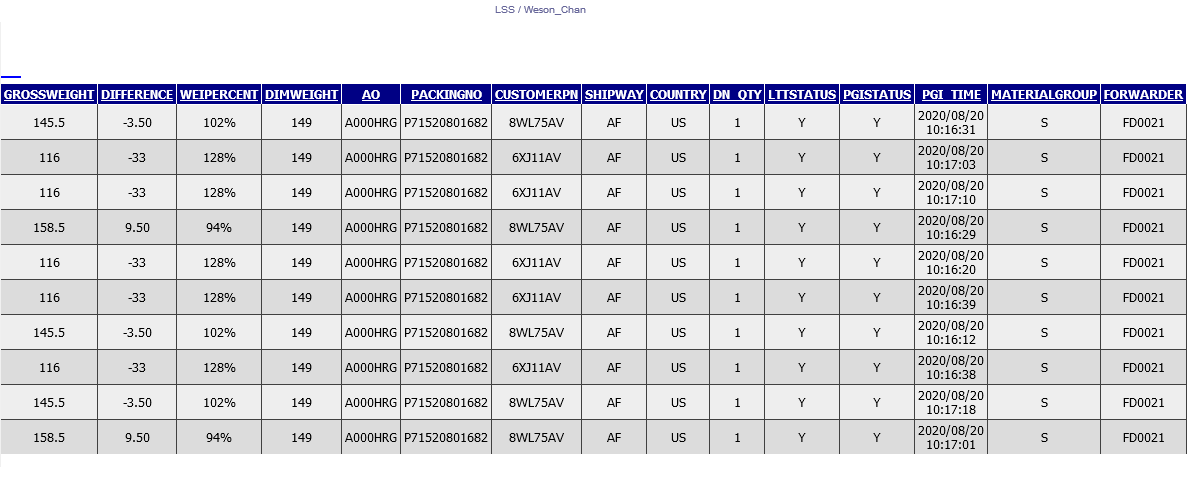 LSS / Weson_Chan
GROSSWEIGHT DIFFERENCE WEIPERCENT DIMWEIGHT AO PACKINGNO CUSTOMERPN SHIPWAY COUNTRY DN_QTY LTTSTATUS PGISTATUS PGI_TIME MATERIALGROUP FORWARDER
145.5 -3.50 102% 149 A000HRG P71520801682 8WL75AV AF US 1 Y Y 2020/08/20 10:16:31 S FD0021
116 -33 128% 149 A000HRG P71520801682 6XJ11AV AF US 1 Y Y 2020/08/20 10:17:03 S FD0021
116 -33 128% 149 A000HRG P71520801682 6XJ11AV AF US 1 Y Y 2020/08/20 10:17:10 S FD0021
158.5 9.50 94% 149 A000HRG P71520801682 8WL75AV AF US 1 Y Y 2020/08/20 10:16:29 S FD0021
116 -33 128% 149 A000HRG P71520801682 6XJ11AV AF US 1 Y Y 2020/08/20 10:16:20 S FD0021
116 -33 128% 149 A000HRG P71520801682 6XJ11AV AF US 1 Y Y 2020/08/20 10:16:39 S FD0021
145.5 -3.50 102% 149 A000HRG P71520801682 8WL75AV AF US 1 Y Y 2020/08/20 10:16:12 S FD0021
116 -33 128% 149 A000HRG P71520801682 6XJ11AV AF US 1 Y Y 2020/08/20 10:16:38 S FD0021
145.5 -3.50 102% 149 A000HRG P71520801682 8WL75AV AF US 1 Y Y 2020/08/20 10:17:18 S FD0021
158.5 9.50 94% 149 A000HRG P71520801682 8WL75AV AF US 1 Y Y 2020/08/20 10:17:01 S FD0021